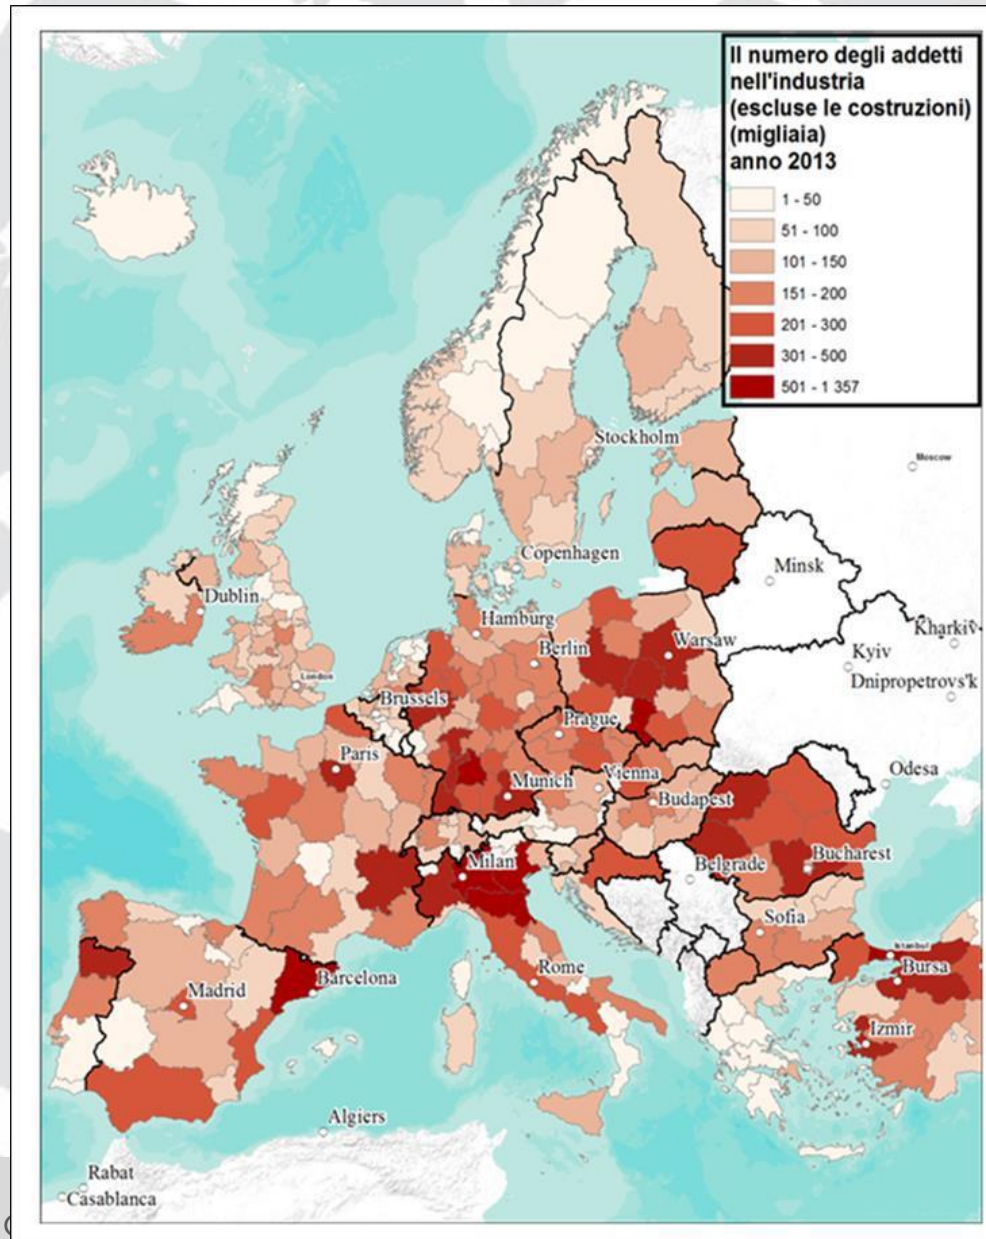 Il numero degli addetti
nell'industria
(escluse le costruzioni)
(migliaia)
anno 2013
1 - 50
51 - 100
101 - 150
151 - 200
201 - 300
301 - 500
501 - 1 357
Stockholm
Moscow
Copenhagen
Minsk
Dublin
Hamburg
Kharkiv
Berlin
Warsaw
Kyiv
London
Dnipropetrovs'k
Brussels
Prague
Paris
Odesa
Munich
Vienna
Budapest
Milan
Belgrade
Bucharest
Sofia
Istanbul
Barcelona
Rome
Bursa
Madrid
Izmir
Algiers
Rabat
Casablanca